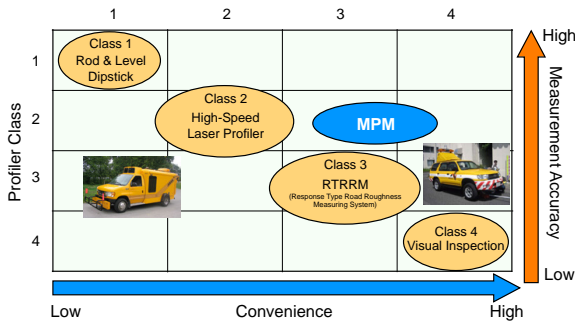 1 2 3 4
High
Class 1
Rod & Level
Dipstick
1
Class 2
High-Speed
Laser Profiler
MPM
2
Class 3
RTRRM
(Response Type Road Roughness
Measuring System)
3
Class 4
Visual Inspection
4
Profiler Class
Measurement Accuracy
Low
Low Convenience High